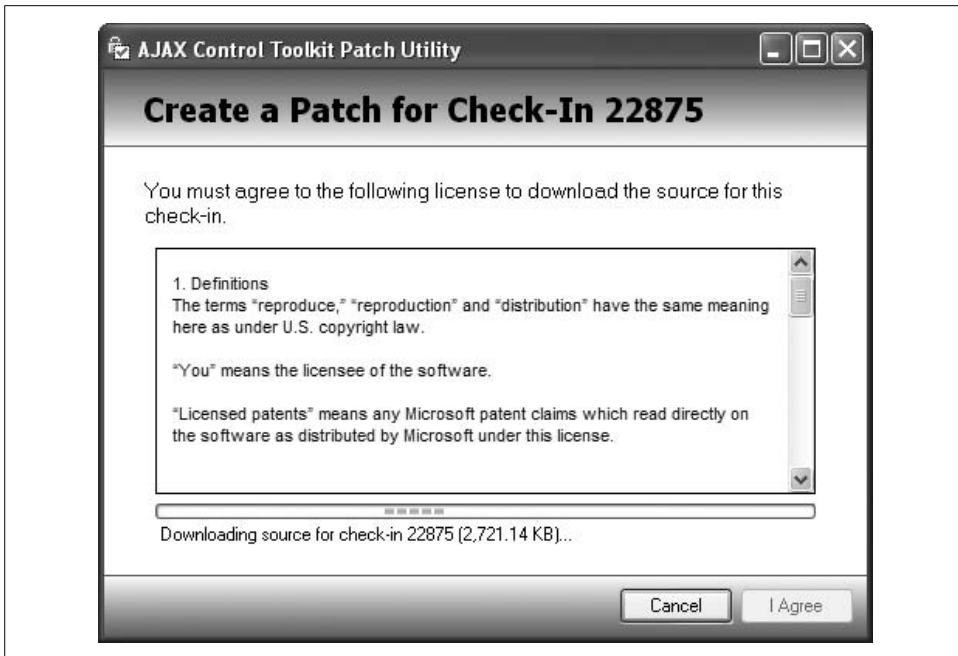 AJAX Control Toolkit Patch Utility
Create a Patch for Check-In 22875
You must agree to the following license to download the source for this
check-in.
1. Definitions
The terms “reproduce,” “reproduction” and “distribution” have the same meaning
here as under U.S. copyright law.
“You” means the licensee of the software.
“Licensed patents” means any Microsoft patent claims which read directly on
the software as distributed by Microsoft under this license.
Downloading source for check-in 22875 (2,721.14 KB)...
Cancel
I Agree